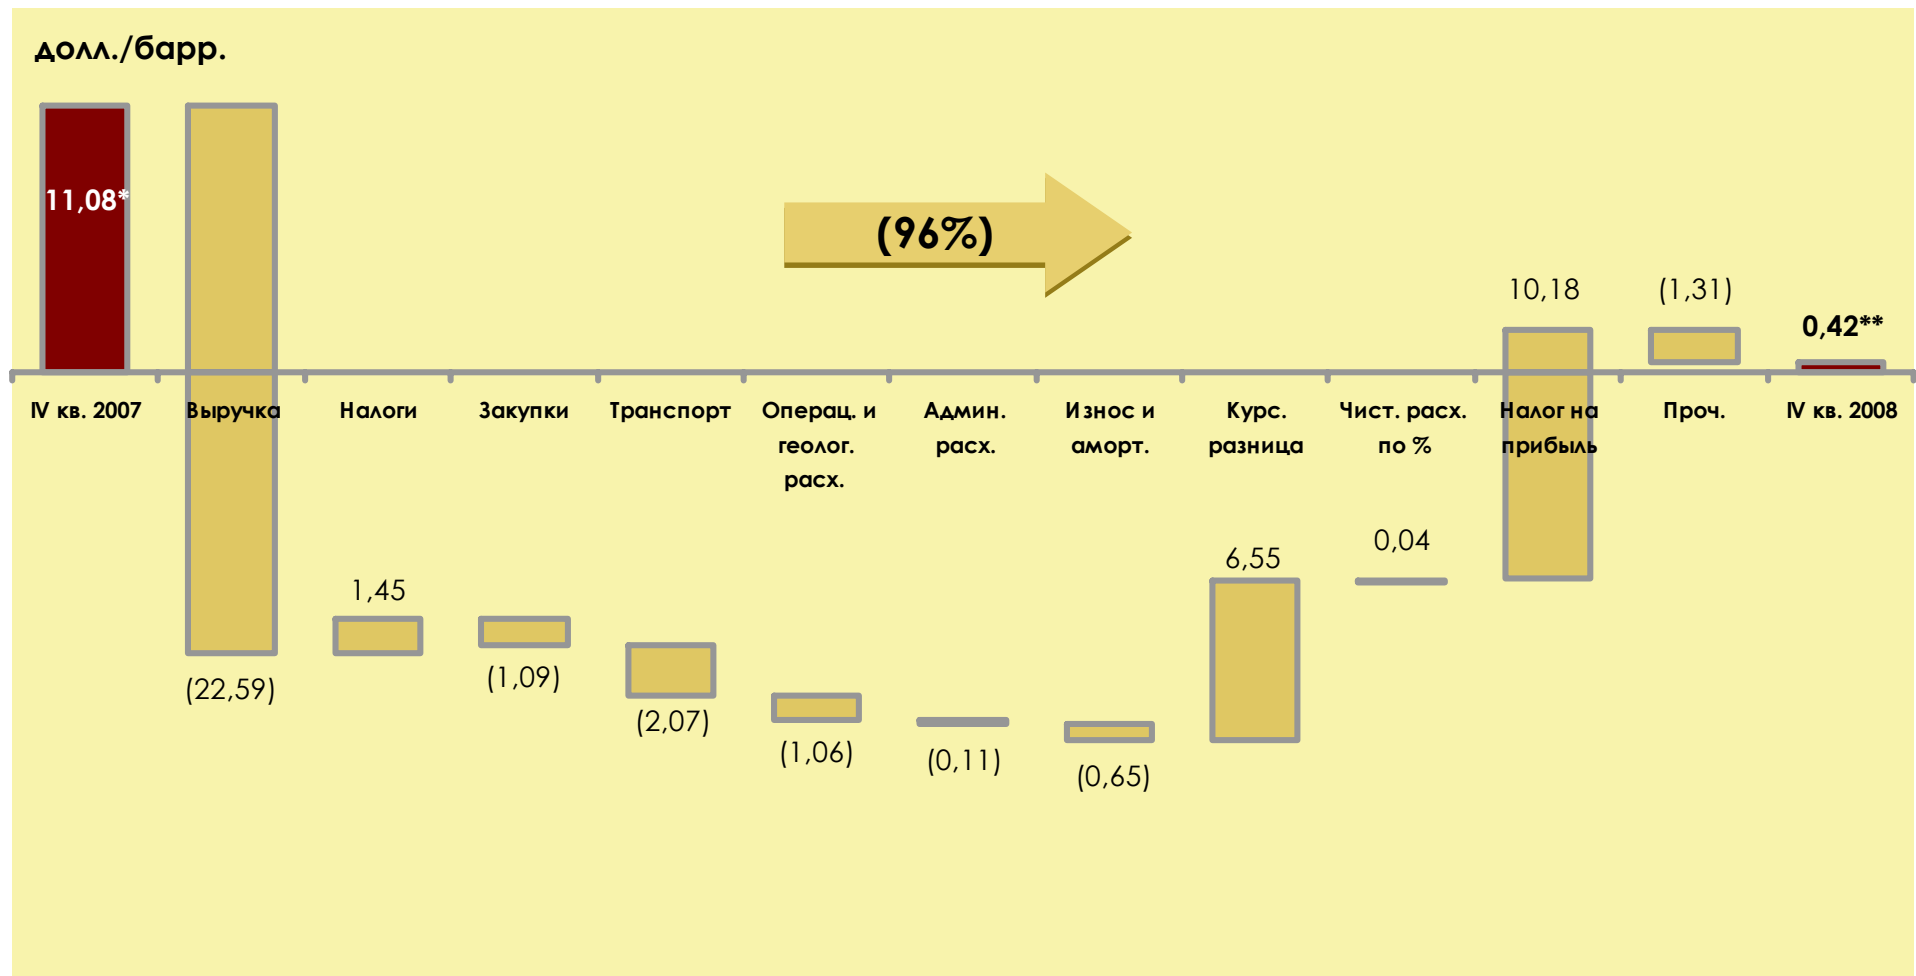 долл./барр.
11,08*
(96%)
10,18
(1,31)
0,42**
IV кв. 2007
Выручка
Налоги
Закупки
Транспорт
Операц. и
геолог.
расх.
Админ.
расх.
Износ и
аморт.
Курс.
разница
Чист. расх.
по %
Налог на
прибыль
Проч.
IV кв. 2008
(22,59)
1,45
(1,09)
(2,07)
(1,06)
(0,11)
(0,65)
6,55
0,04